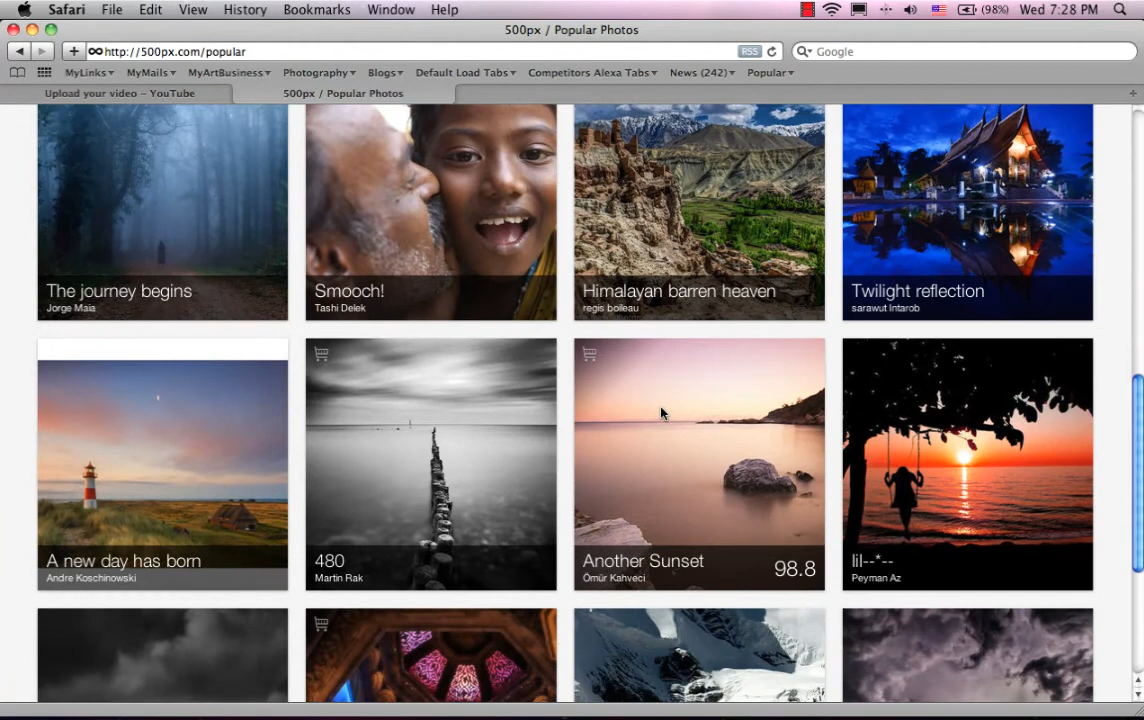 Safari File Edit View History Bookmarks Window Help (98%) Wed 7:28 PM
500px / Popular Photos
http://500px.com/popular RSS Google
MyLinks MyMails MyArtBusiness Photography Blogs Default Load Tabs Competitors Alexa Tabs News (242) Popular
Upload your video – YouTube 500px / Popular Photos
The journey begins
Jorge Maia
Smooch!
Tashi Delek
Himalayan barren heaven
regis boileau
Twilight reflection
sarawut Intarob
A new day has born
Andre Koschinowski
480
Martin Rak
Another Sunset
Ömür Kahveci
98.8
lil--*--
Peyman Az